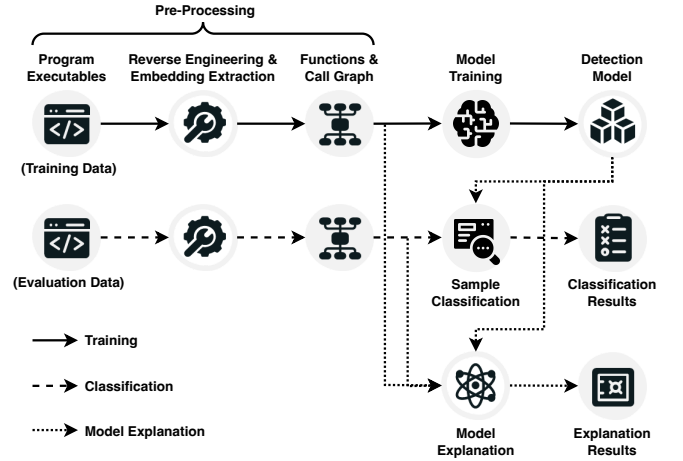 Pre-Processing
Program
Executables
Reverse Engineering &
Embedding Extraction
Functions &
Call Graph
Model
Training
Detection
Model
(Training Data)
(Evaluation Data)
Sample
Classification
Classification
Results
Training
Classification
Model Explanation
Model
Explanation
Explanation
Results